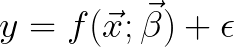 y = f(x⃗; β⃗) + ϵ